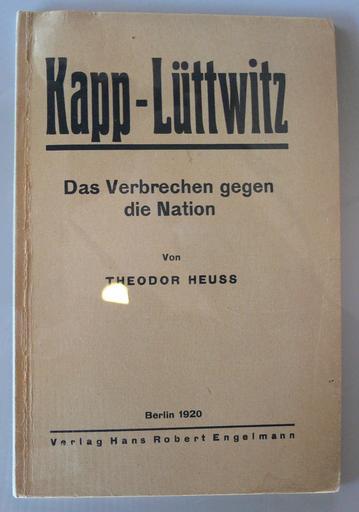 Kapp-Lüttwitz
Das Verbrechen gegen
die Nation
Von
THEODOR HEUSS
Berlin 1920
Verlag Hans Robert Engelmann